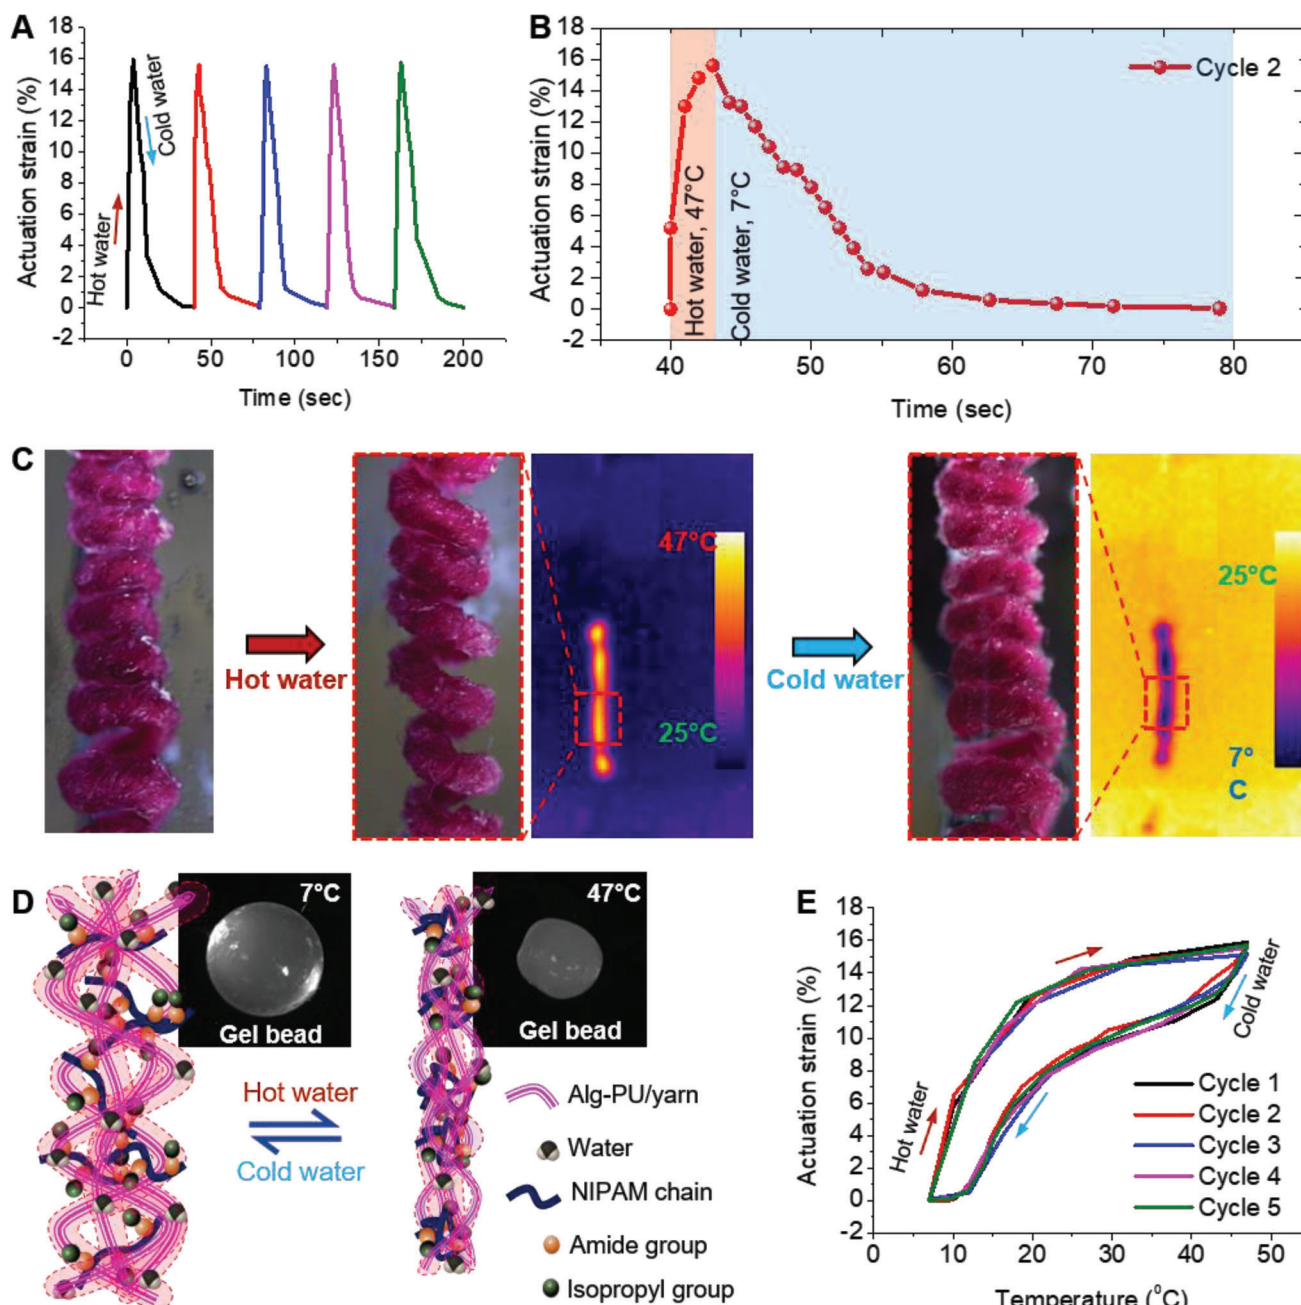 A
Actuation strain (%)
18
16
14
12
10
8
6
4
2
0
-2
Hot water
Cold water
0
50
100
150
200
Time (sec)
B
Actuation strain (%)
18
16
14
12
10
8
6
4
2
0
-2
Hot water, 47°C
Cold water, 7°C
Cycle 2
40
50
60
70
80
Time (sec)
C
Hot water
47°C
25°C
Cold water
25°C
7°
C
D
7°C
Gel bead
Hot water
Cold water
47°C
Gel bead
Alg-PU/yarn
Water
NIPAM chain
Amide group
Isopropyl group
E
Actuation strain (%)
18
16
14
12
10
8
6
4
2
0
-2
Hot water
Cold water
Cycle 1
Cycle 2
Cycle 3
Cycle 4
Cycle 5
0
10
20
30
40
50
Temperature (°C)